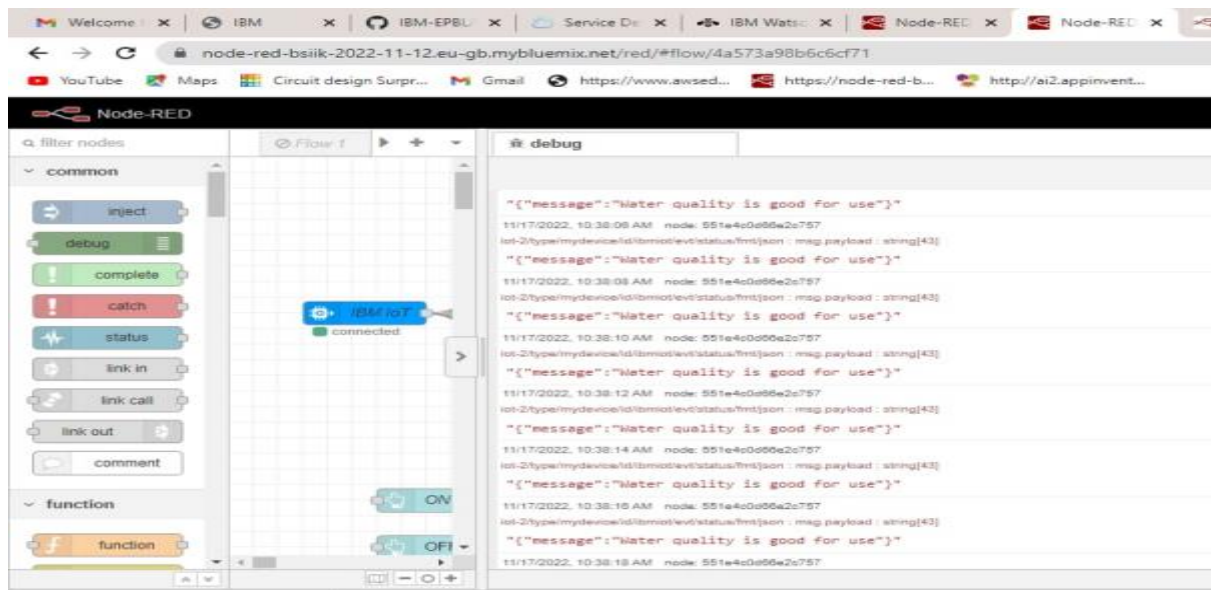 Welcome
IBM
IBM-EPBL
Service De
IBM Watso
Node-RED
Node-RED
node-red-bsiik-2022-11-12.eu-gb.mybluemix.net/red/#flow/4a573a98b6c6cf71
YouTube Maps Circuit design Surpr... Gmail https://www.awsed... https://node-red-b... http://ai2.appinvent...
Node-RED
filter nodes
common
inject
debug
complete
catch
status
link in
link call
link out
comment
function
function
Flow 1
IBM IoT
connected
ON
OFF
debug
"{"message":"Water quality is good for use"}"
11/17/2022, 10:38:06 AM node: 551e4c0d66e2c757
iot-2/type/mydevice/id/ibmiot/evt/status/fmt/json : msg.payload : string[43]
"{"message":"Water quality is good for use"}"
11/17/2022, 10:38:08 AM node: 551e4c0d66e2c757
iot-2/type/mydevice/id/ibmiot/evt/status/fmt/json : msg.payload : string[43]
"{"message":"Water quality is good for use"}"
11/17/2022, 10:38:10 AM node: 551e4c0d66e2c757
iot-2/type/mydevice/id/ibmiot/evt/status/fmt/json : msg.payload : string[43]
"{"message":"Water quality is good for use"}"
11/17/2022, 10:38:12 AM node: 551e4c0d66e2c757
iot-2/type/mydevice/id/ibmiot/evt/status/fmt/json : msg.payload : string[43]
"{"message":"Water quality is good for use"}"
11/17/2022, 10:38:14 AM node: 551e4c0d66e2c757
iot-2/type/mydevice/id/ibmiot/evt/status/fmt/json : msg.payload : string[43]
"{"message":"Water quality is good for use"}"
11/17/2022, 10:38:16 AM node: 551e4c0d66e2c757
iot-2/type/mydevice/id/ibmiot/evt/status/fmt/json : msg.payload : string[43]
"{"message":"Water quality is good for use"}"
11/17/2022, 10:38:18 AM node: 551e4c0d66e2c757